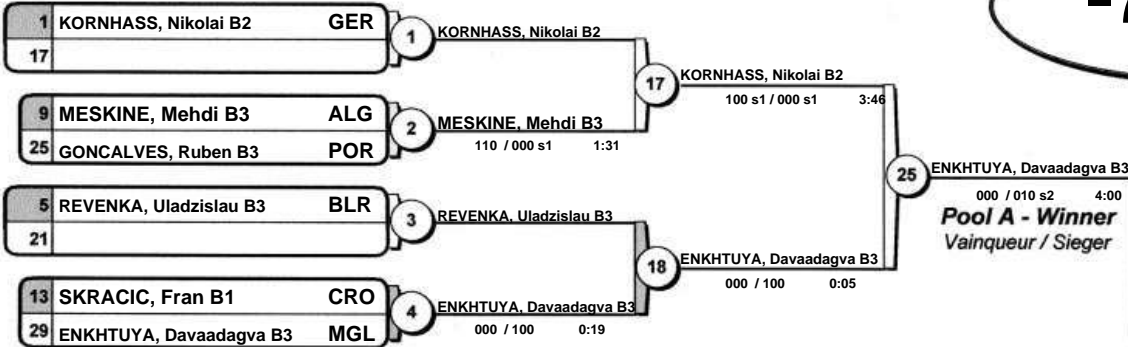 1 KORNHASS, Nikolai B2 GER
17
1
KORNHASS, Nikolai B2
9 MESKINE, Mehdi B3 ALG
25 GONCALVES, Ruben B3 POR
2
MESKINE, Mehdi B3
110 / 000 s1 1:31
17
KORNHASS, Nikolai B2
100 s1 / 000 s1 3:46
5 REVENKA, Uladzislau B3 BLR
21
3
REVENKA, Uladzislau B3
13 SKRACIC, Fran B1 CRO
29 ENKHTUYA, Davaadagva B3 MGL
4
ENKHTUYA, Davaadagva B3
000 / 100 0:19
18
ENKHTUYA, Davaadagva B3
000 / 100 0:05
25
ENKHTUYA, Davaadagva B3
000 / 010 s2 4:00
Pool A - Winner
Vainqueur / Sieger